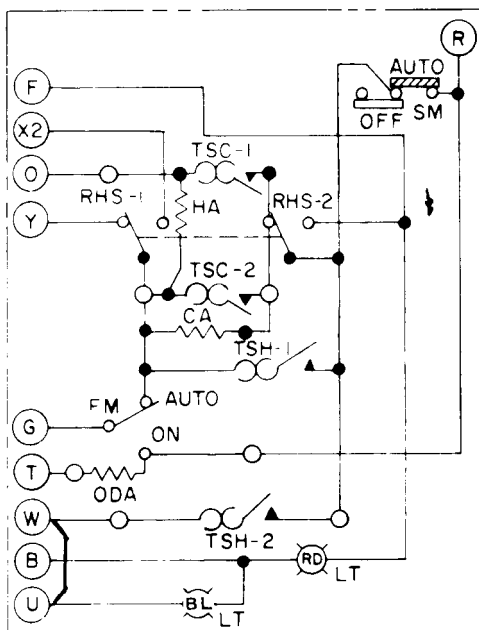 R
AUTO
OFF SM
F
X2
O
TSC-1
RHS-1
HA
RHS-2
Y
TSC-2
CA
TSH-1
FM AUTO
G
ON
T
ODA
W
TSH-2
B
RD
LT
U
BL
LT